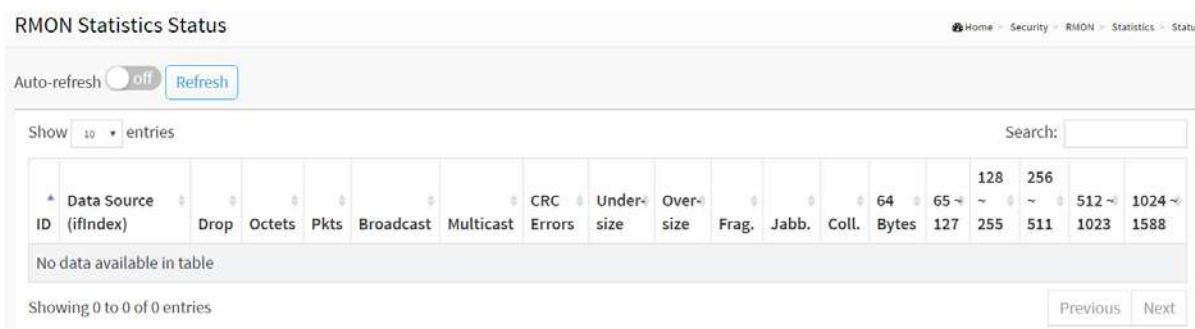 RMON Statistics Status
Home > Security > RMON > Statistics > Statu
Auto-refresh off Refresh
Show 10 entries
Search:
ID Data Source (ifIndex) Drop Octets Pkts Broadcast Multicast CRC Errors Under-size Over-size Frag. Jabb. Coll. 64 Bytes 65 ~ 127 128 ~ 255 256 ~ 511 512 ~ 1023 1024 ~ 1588
No data available in table
Showing 0 to 0 of 0 entries
Previous Next